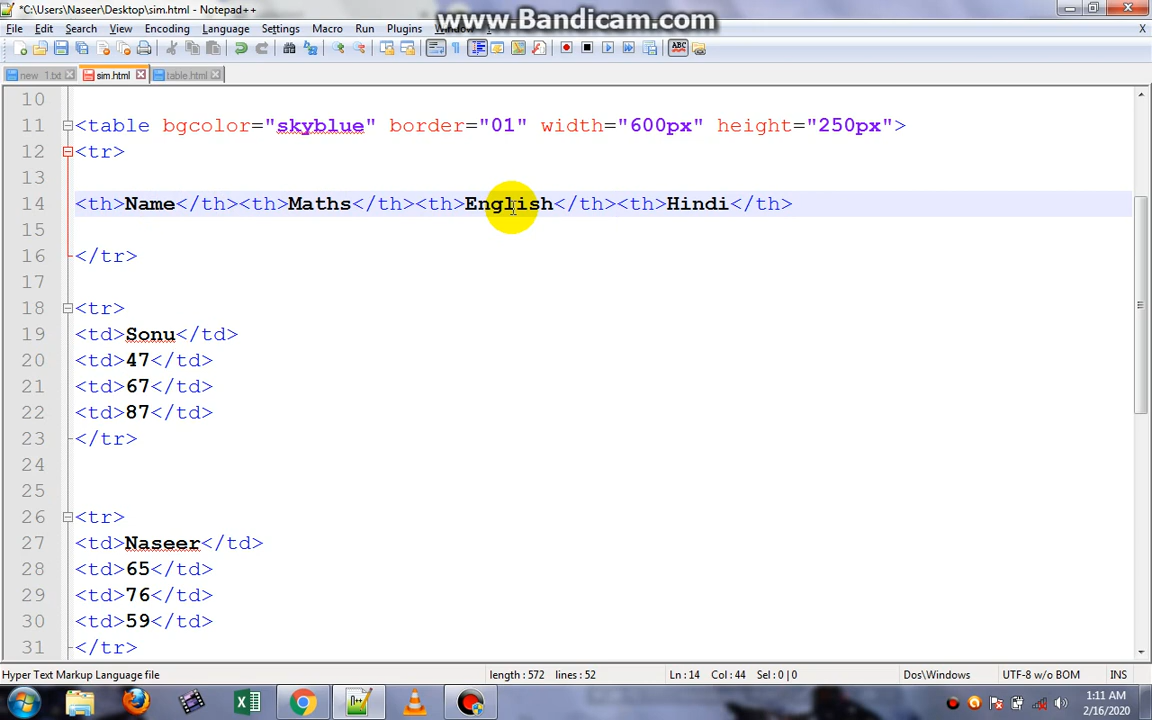 *C:\Users\Naseer\Desktop\sim.html - Notepad++
www.Bandicam.com
File Edit Search View Encoding Language Settings Macro Run Plugins Window
X
new 1.txt sim.html table.html
10
11 <table bgcolor="skyblue" border="01" width="600px" height="250px">
12 <tr>
13
14 <th>Name</th><th>Maths</th><th>English</th><th>Hindi</th>
15
16 </tr>
17
18 <tr>
19 <td>Sonu</td>
20 <td>47</td>
21 <td>67</td>
22 <td>87</td>
23 </tr>
24
25
26 <tr>
27 <td>Naseer</td>
28 <td>65</td>
29 <td>76</td>
30 <td>59</td>
31 </tr>
Hyper Text Markup Language file length : 572 lines : 52 Ln : 14 Col : 44 Sel : 0 | 0 Dos\Windows UTF-8 w/o BOM INS
1:11 AM
2/16/2020